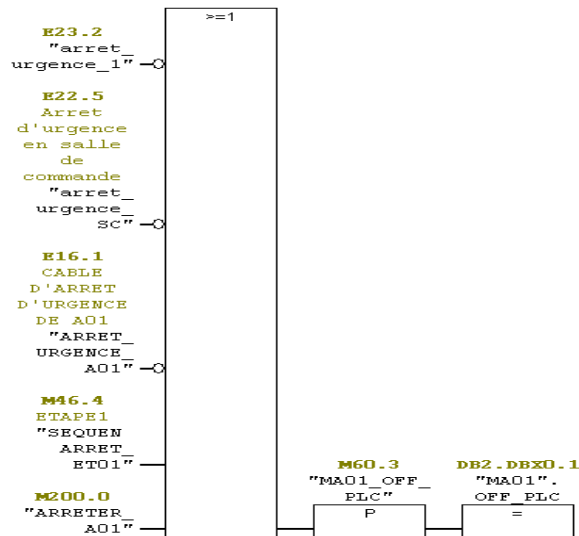 >=1
E23.2
"arret_
urgence_1"
E22.5
Arret
d'urgence
en salle
de
commande
"arret_
urgence_
SC"
E16.1
CABLE
D'ARRET
D'URGENCE
DE A01
"ARRET_
URGENCE_
A01"
M46.4
ETAPE1
"SEQUEN
ARRET_
ET01"
M200.0
"ARRETER_
A01"
M60.3
"MA01_OFF_
PLC"
P
DB2.DBX0.1
"MA01".
OFF_PLC
=